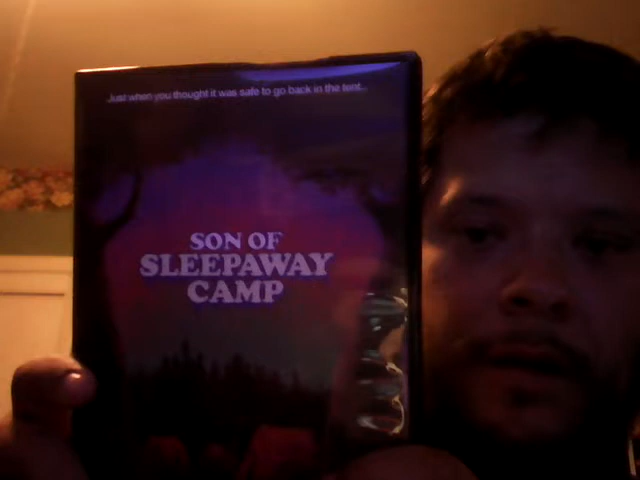 Just when you thought it was safe to go back in the tent...
SON OF
SLEEPAWAY
CAMP